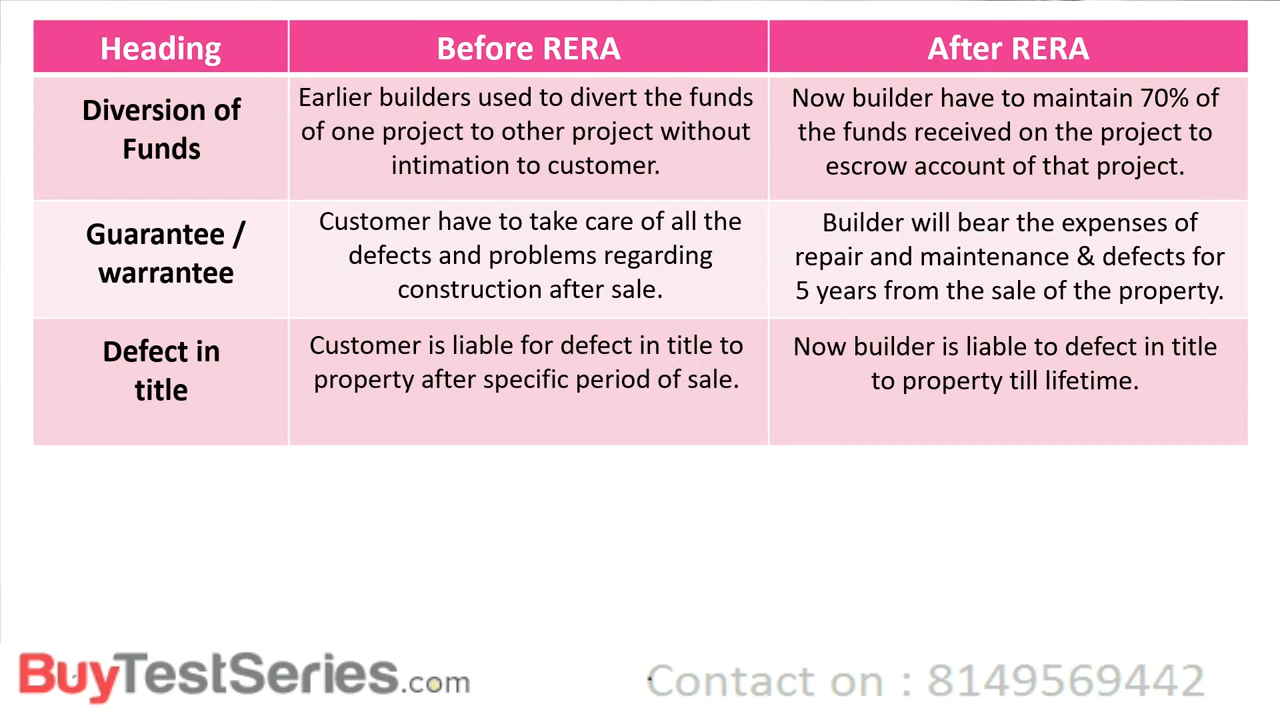 Heading Before RERA After RERA
Diversion of
Funds
Earlier builders used to divert the funds
of one project to other project without
intimation to customer.
Now builder have to maintain 70% of
the funds received on the project to
escrow account of that project.
Guarantee /
warrantee
Customer have to take care of all the
defects and problems regarding
construction after sale.
Builder will bear the expenses of
repair and maintenance & defects for
5 years from the sale of the property.
Defect in
title
Customer is liable for defect in title to
property after specific period of sale.
Now builder is liable to defect in title
to property till lifetime.
BuyTestSeries.com
Contact on : 8149569442